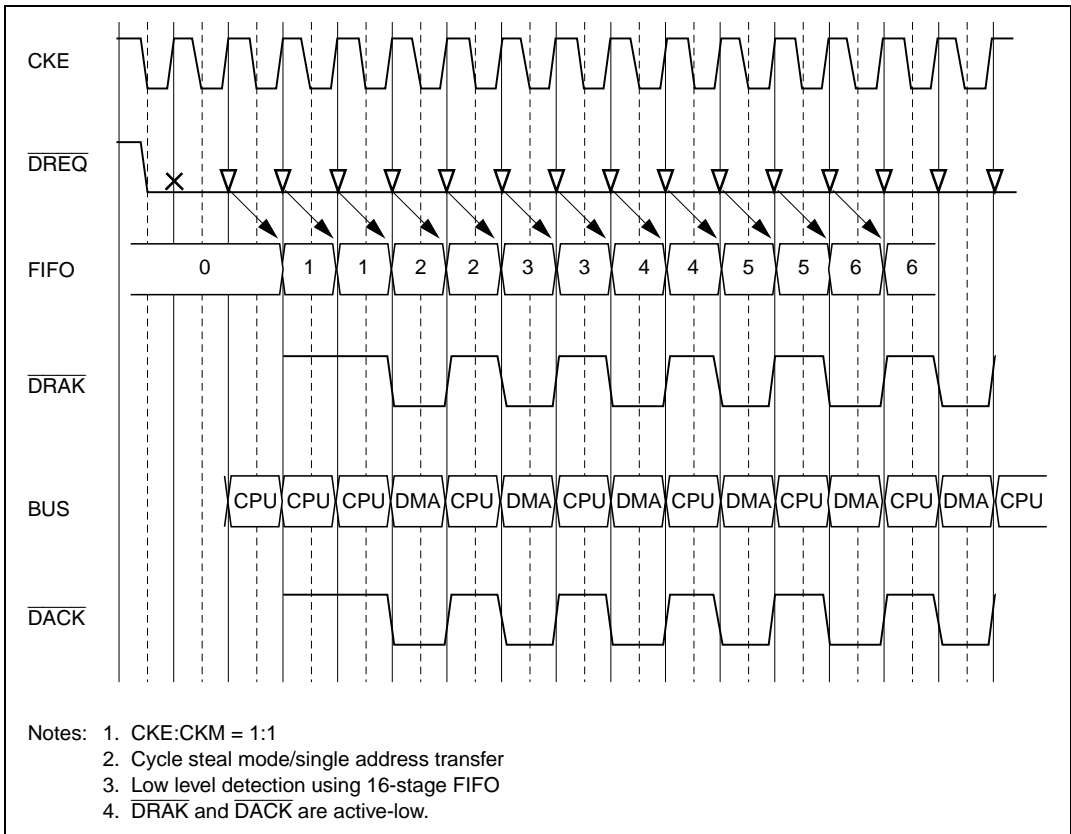 CKE
DREQ
FIFO 0 1 1 2 2 3 3 4 4 5 5 6 6
DRAK
BUS CPU CPU CPU DMA CPU DMA CPU DMA CPU DMA CPU DMA CPU DMA CPU
DACK
Notes: 1. CKE:CKM = 1:1
2. Cycle steal mode/single address transfer
3. Low level detection using 16-stage FIFO
4. DRAK and DACK are active-low.